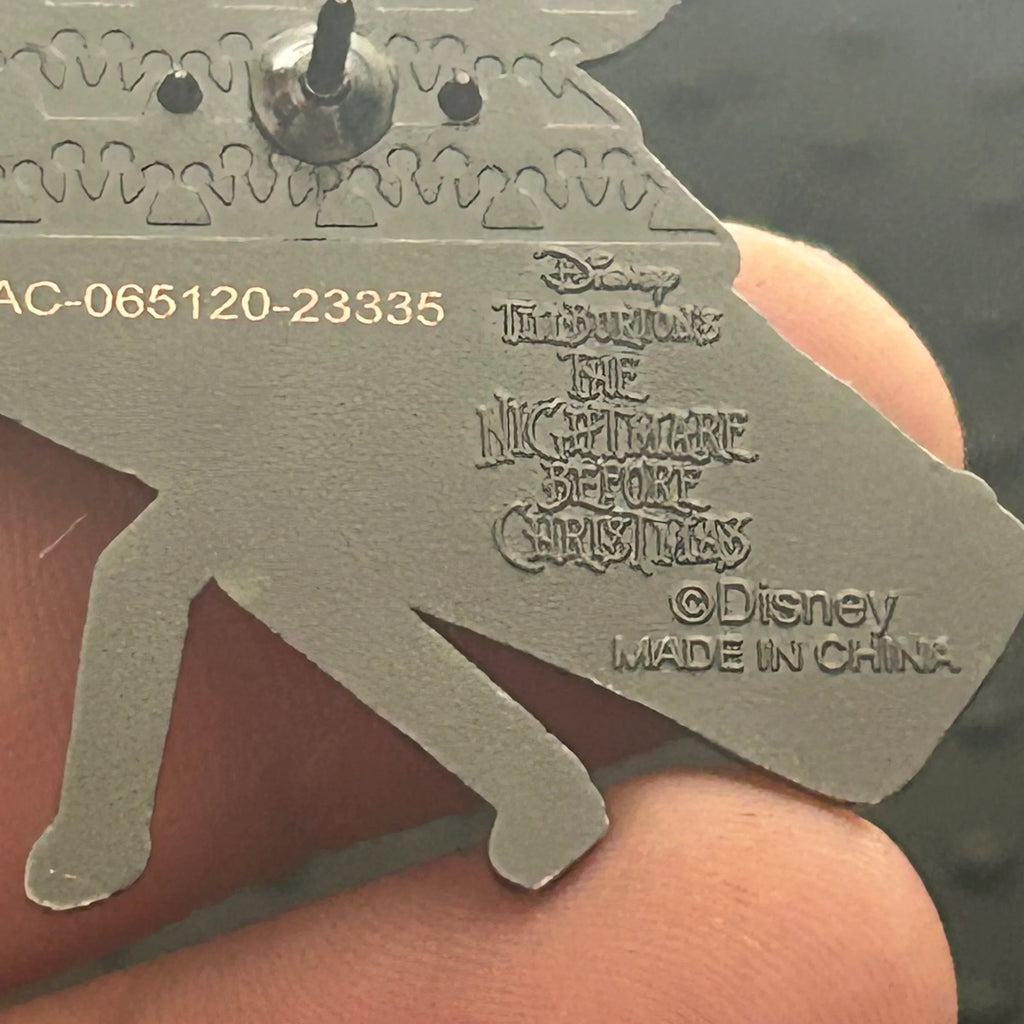 AC-065120-23335
Disney
TIM BURTON'S
THE
NIGHTMARE
BEFORE
CHRISTMAS
©Disney
MADE IN CHINA